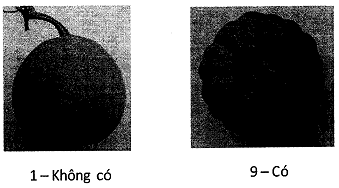 1 – Không có
9 – Có